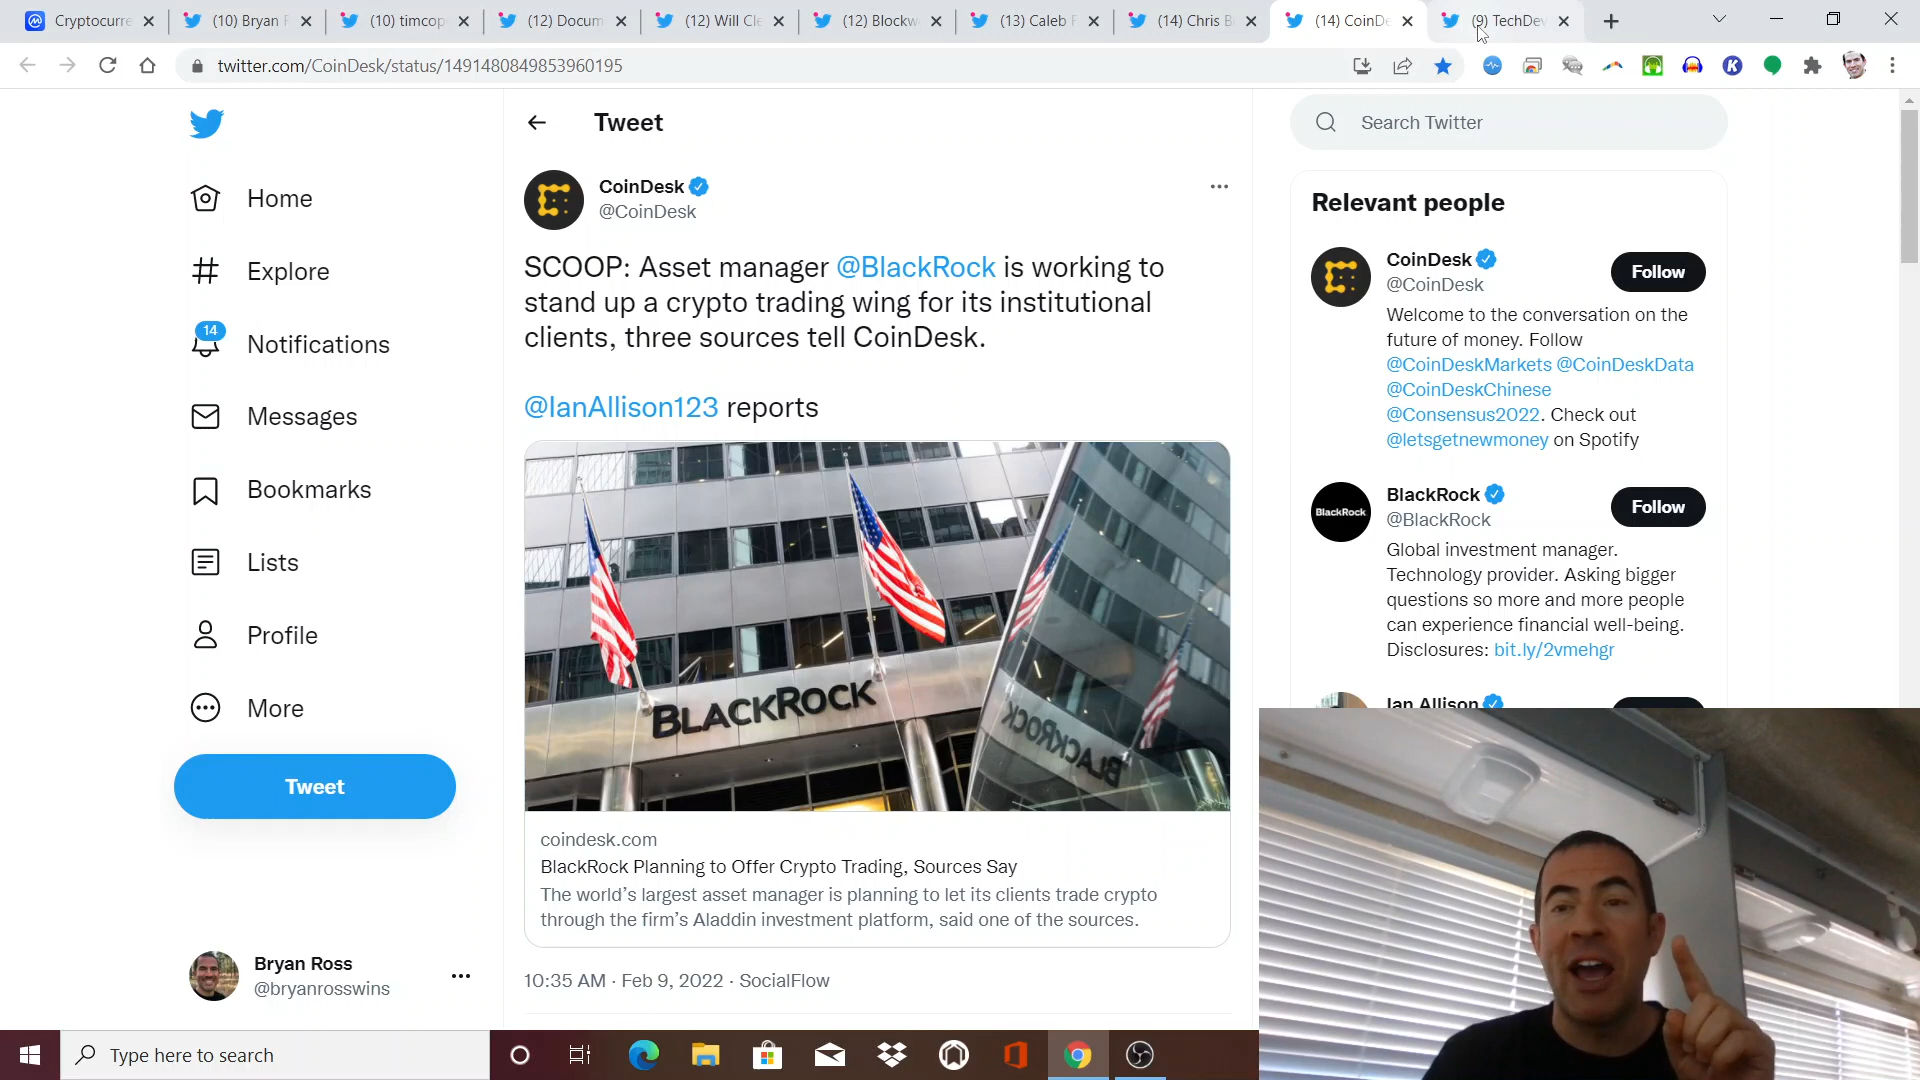 Cryptocurre
(10) Bryan
(10) timcop
(12) Docum
(12) Will Cle
(12) Blockw
(13) Caleb
(14) Chris B
(14) CoinDe
(9) TechDev
twitter.com/CoinDesk/status/1491480849853960195
Home
Explore
14
Notifications
Messages
Bookmarks
Lists
Profile
More
Tweet
Bryan Ross
@bryanrosswins
Tweet
CoinDesk
@CoinDesk
SCOOP: Asset manager @BlackRock is working to
stand up a crypto trading wing for its institutional
clients, three sources tell CoinDesk.
@IanAllison123 reports
BLACKROCK
coindesk.com
BlackRock Planning to Offer Crypto Trading, Sources Say
The world's largest asset manager is planning to let its clients trade crypto
through the firm's Aladdin investment platform, said one of the sources.
10:35 AM · Feb 9, 2022 · SocialFlow
Search Twitter
Relevant people
CoinDesk
@CoinDesk
Follow
Welcome to the conversation on the
future of money. Follow
@CoinDeskMarkets @CoinDeskData
@CoinDeskChinese
@Consensus2022. Check out
@letsgetnewmoney on Spotify
BlackRock
@BlackRock
BlackRock
Follow
Global investment manager.
Technology provider. Asking bigger
questions so more and more people
can experience financial well-being.
Disclosures: bit.ly/2vmehgr
Ian Allison
Type here to search